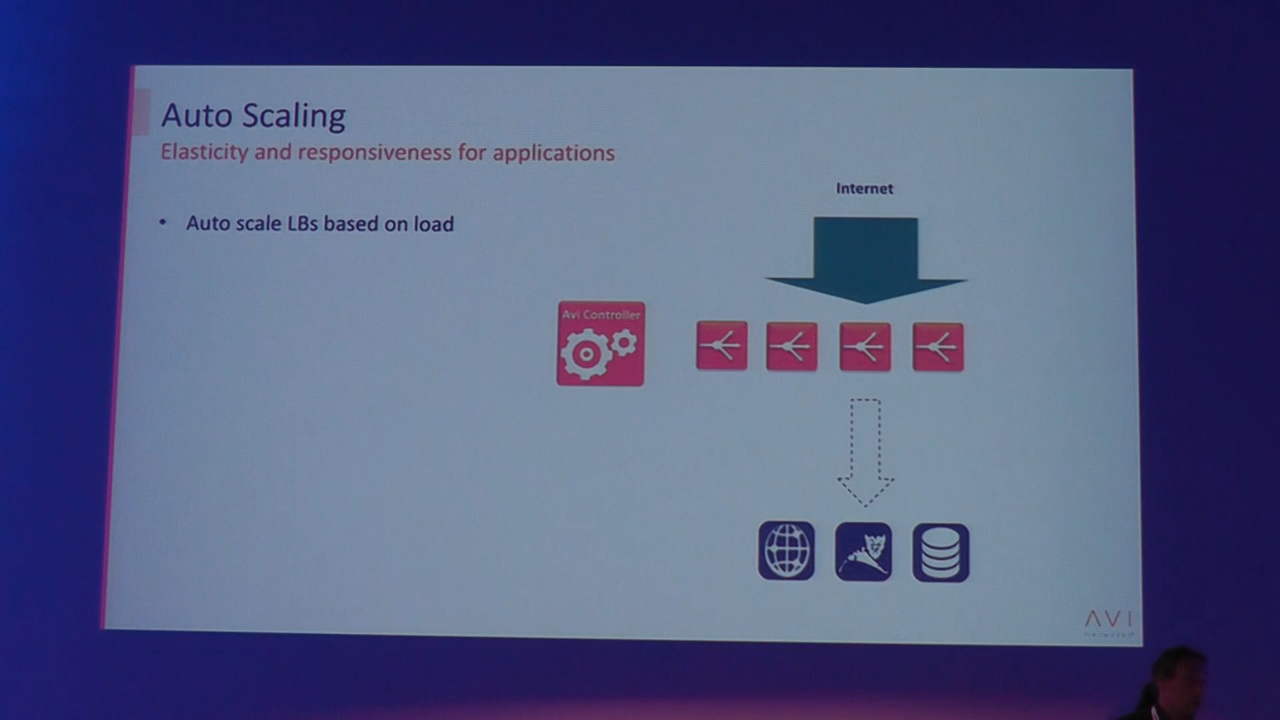 Auto Scaling
Elasticity and responsiveness for applications
• Auto scale LBs based on load
Internet
Avi Controller
AVI